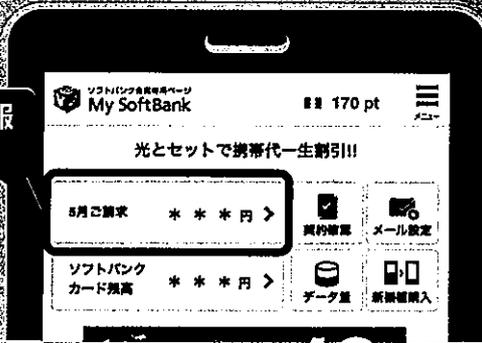 報
ソフトバンク会員専用ページ
My SoftBank
170 pt
メニュー
光とセットで携帯代一生割引!!
5月ご請求 ＊＊＊円 >
契約確認
メール設定
ソフトバンク
カード残高 ＊＊＊円 >
データ量
新機種購入